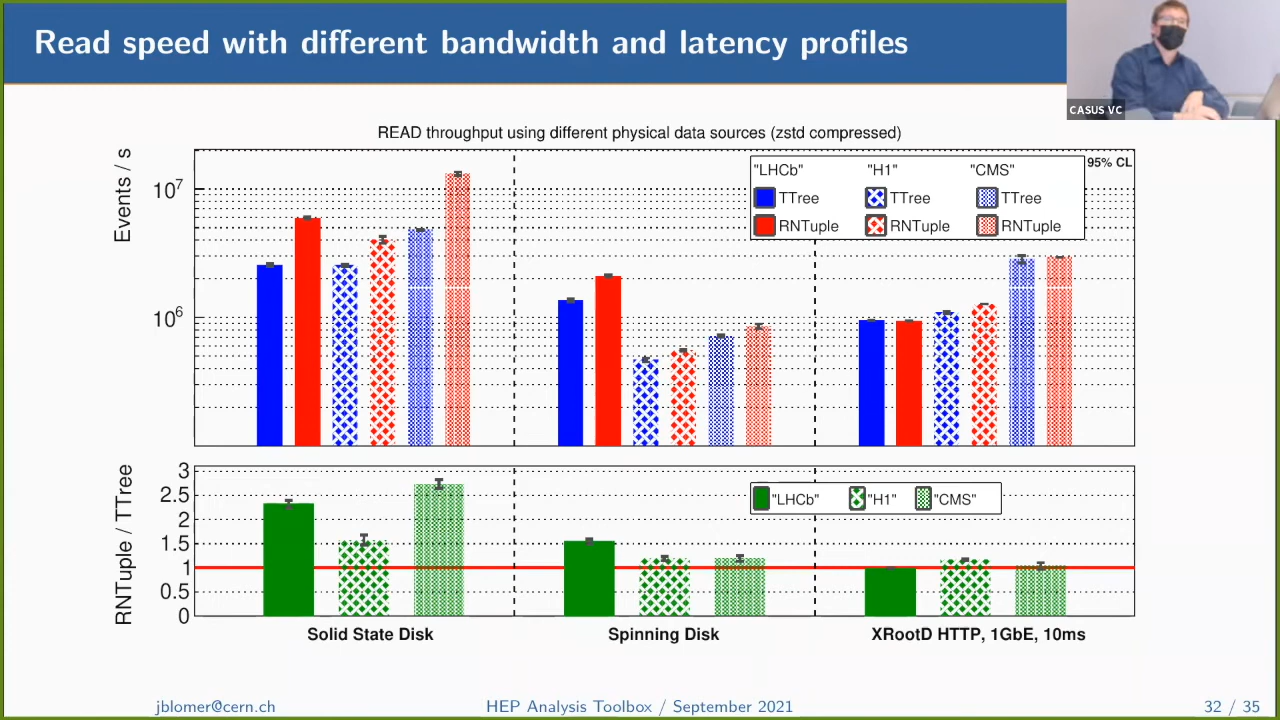 Read speed with different bandwidth and latency profiles
CASUS VC
READ throughput using different physical data sources (zstd compressed)
Events / s
10⁷
10⁶
"LHCb" "H1" "CMS"
TTree TTree TTree
RNTuple RNTuple RNTuple
95% CL
RNTuple / TTree
3
2.5
2
1.5
1
0.5
0
"LHCb" "H1" "CMS"
Solid State Disk Spinning Disk XRootD HTTP, 1GbE, 10ms
jblomer@cern.ch HEP Analysis Toolbox / September 2021 32 / 35